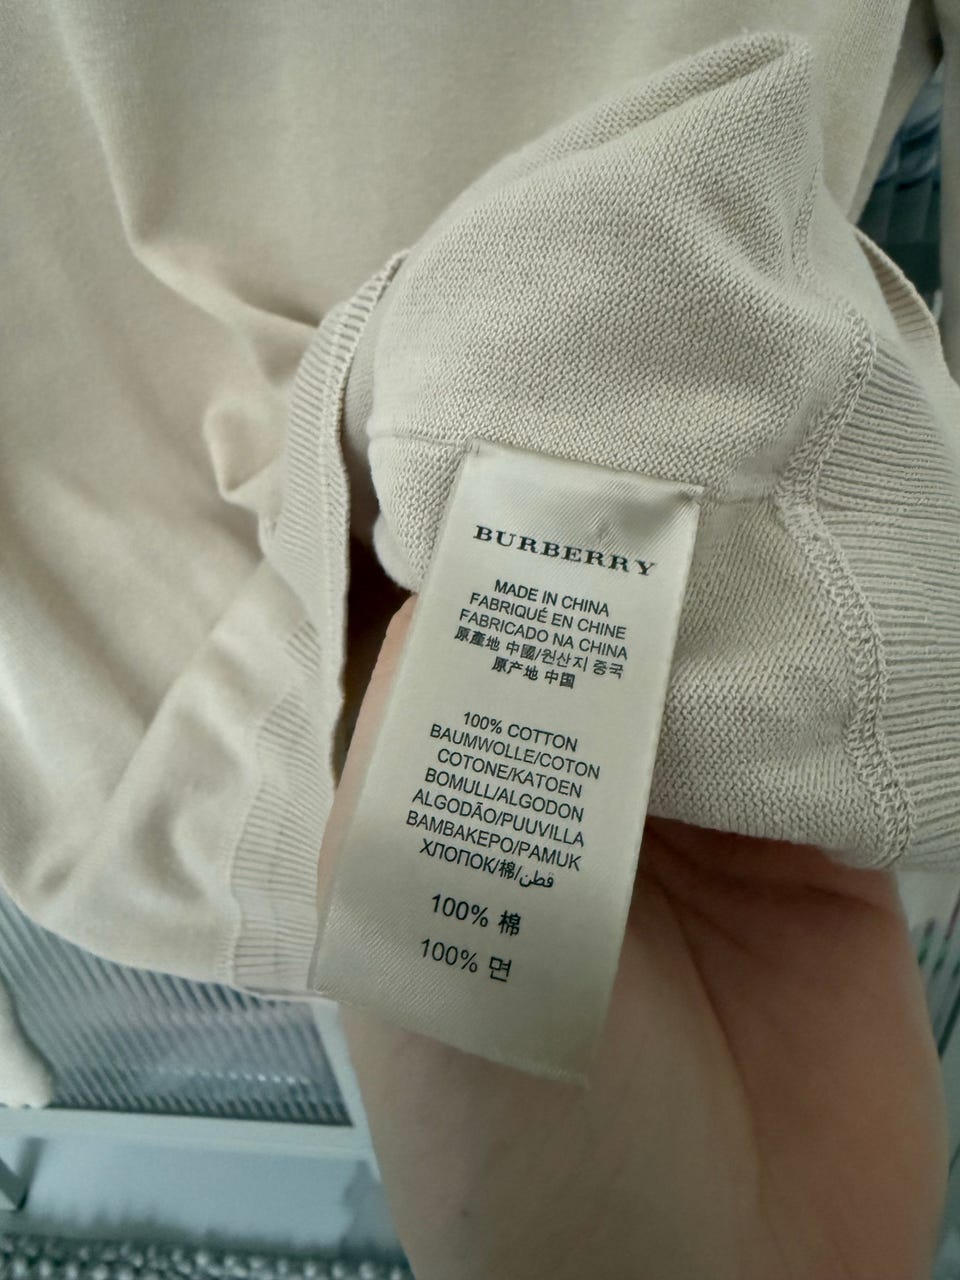 BURBERRY
MADE IN CHINA
FABRIQUÉ EN CHINE
FABRICADO NA CHINA
原產地 中國/원산지 중국
原产地 中国
100% COTTON
BAUMWOLLE/COTON
COTONE/KATOEN
BOMULL/ALGODON
ALGODÃO/PUUVILLA
ΒΑΜΒΑΚΕΡΟ/PAMUK
ХЛОПОК/棉/قطن
100% 棉
100% 면